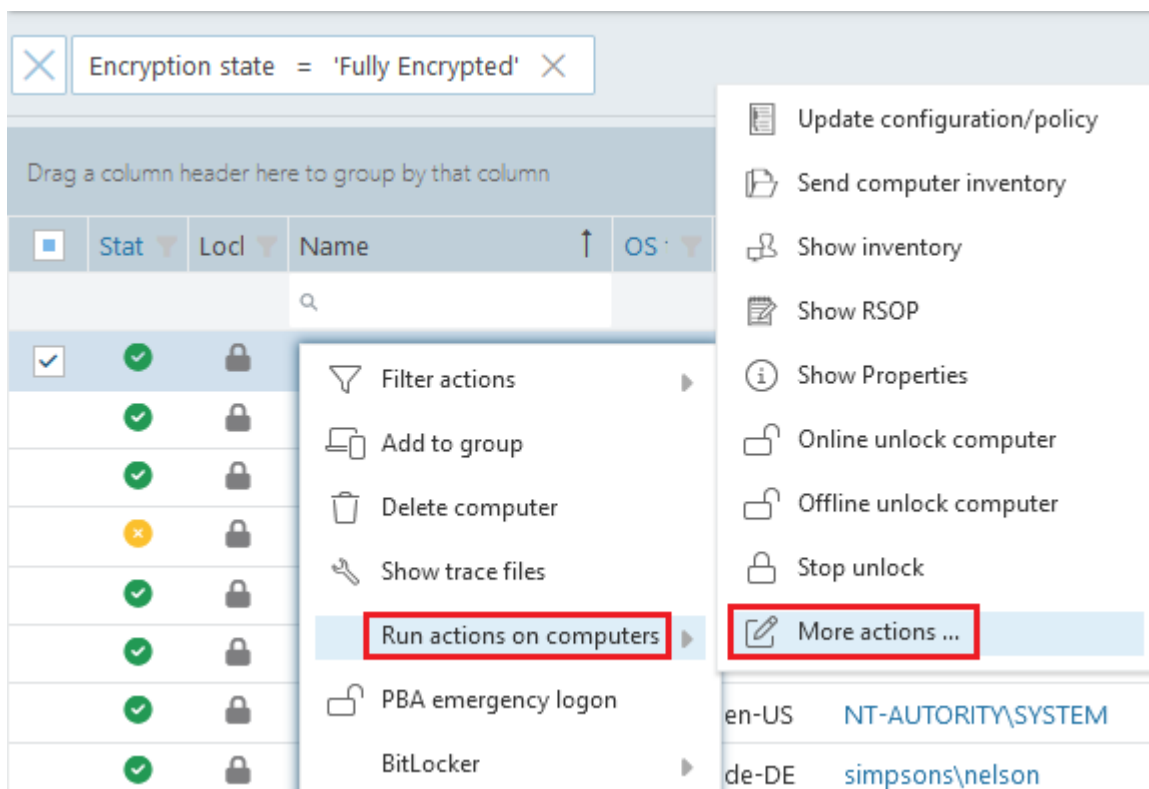 Encryption state = 'Fully Encrypted'
Drag a column header here to group by that column
Stat Locl Name OS
Filter actions
Add to group
Delete computer
Show trace files
Run actions on computers
PBA emergency logon
BitLocker
Update configuration/policy
Send computer inventory
Show inventory
Show RSOP
Show Properties
Online unlock computer
Offline unlock computer
Stop unlock
More actions ...
en-US NT-AUTORITY\SYSTEM
de-DE simpsons\nelson